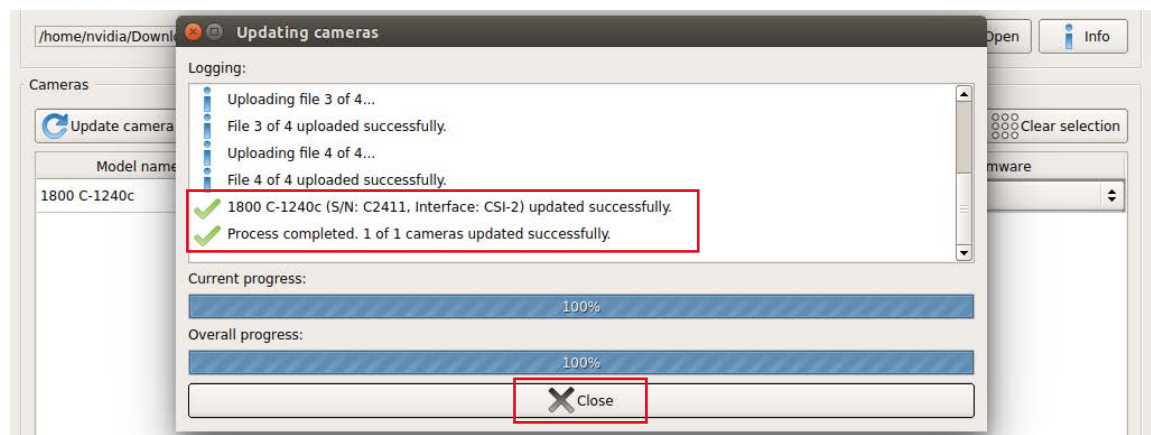 /home/nvidia/Downl
Updating cameras
Open
Info
Logging:
Cameras
Uploading file 3 of 4...
File 3 of 4 uploaded successfully.
Uploading file 4 of 4...
File 4 of 4 uploaded successfully.
1800 C-1240c (S/N: C2411, Interface: CSI-2) updated successfully.
Process completed. 1 of 1 cameras updated successfully.
Update camera
Clear selection
Model name
mware
1800 C-1240c
Current progress:
100%
Overall progress:
100%
Close